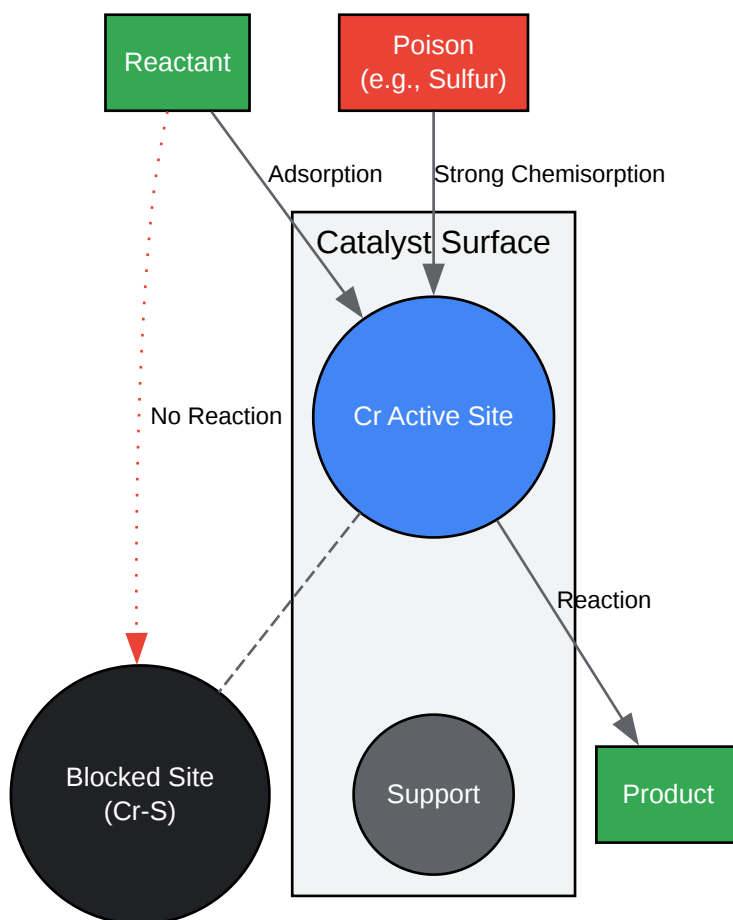 Reactant
Poison
(e.g., Sulfur)
Adsorption
Strong Chemisorption
Catalyst Surface
Cr Active Site
No Reaction
Reaction
Blocked Site
(Cr-S)
Support
Product